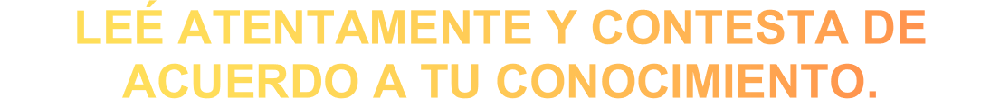 LEÉ ATENTAMENTE Y CONTESTA DE
ACUERDO A TU CONOCIMIENTO.